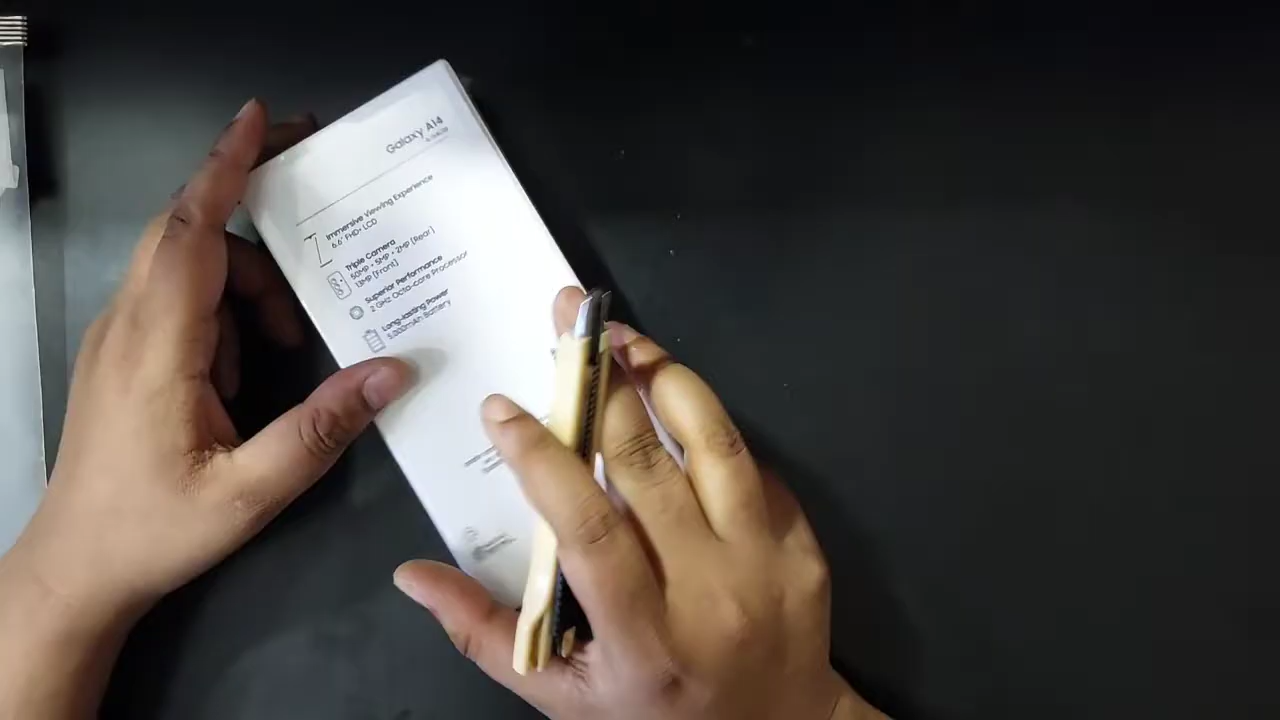 Galaxy A14
Immersive Viewing Experience
6.6" FHD+ LCD
Triple Camera
50MP + 5MP + 2MP [Rear]
13MP [Front]
Superior Performance
2 GHz Octa-core Processor
Long-lasting Power
5,000mAh Battery